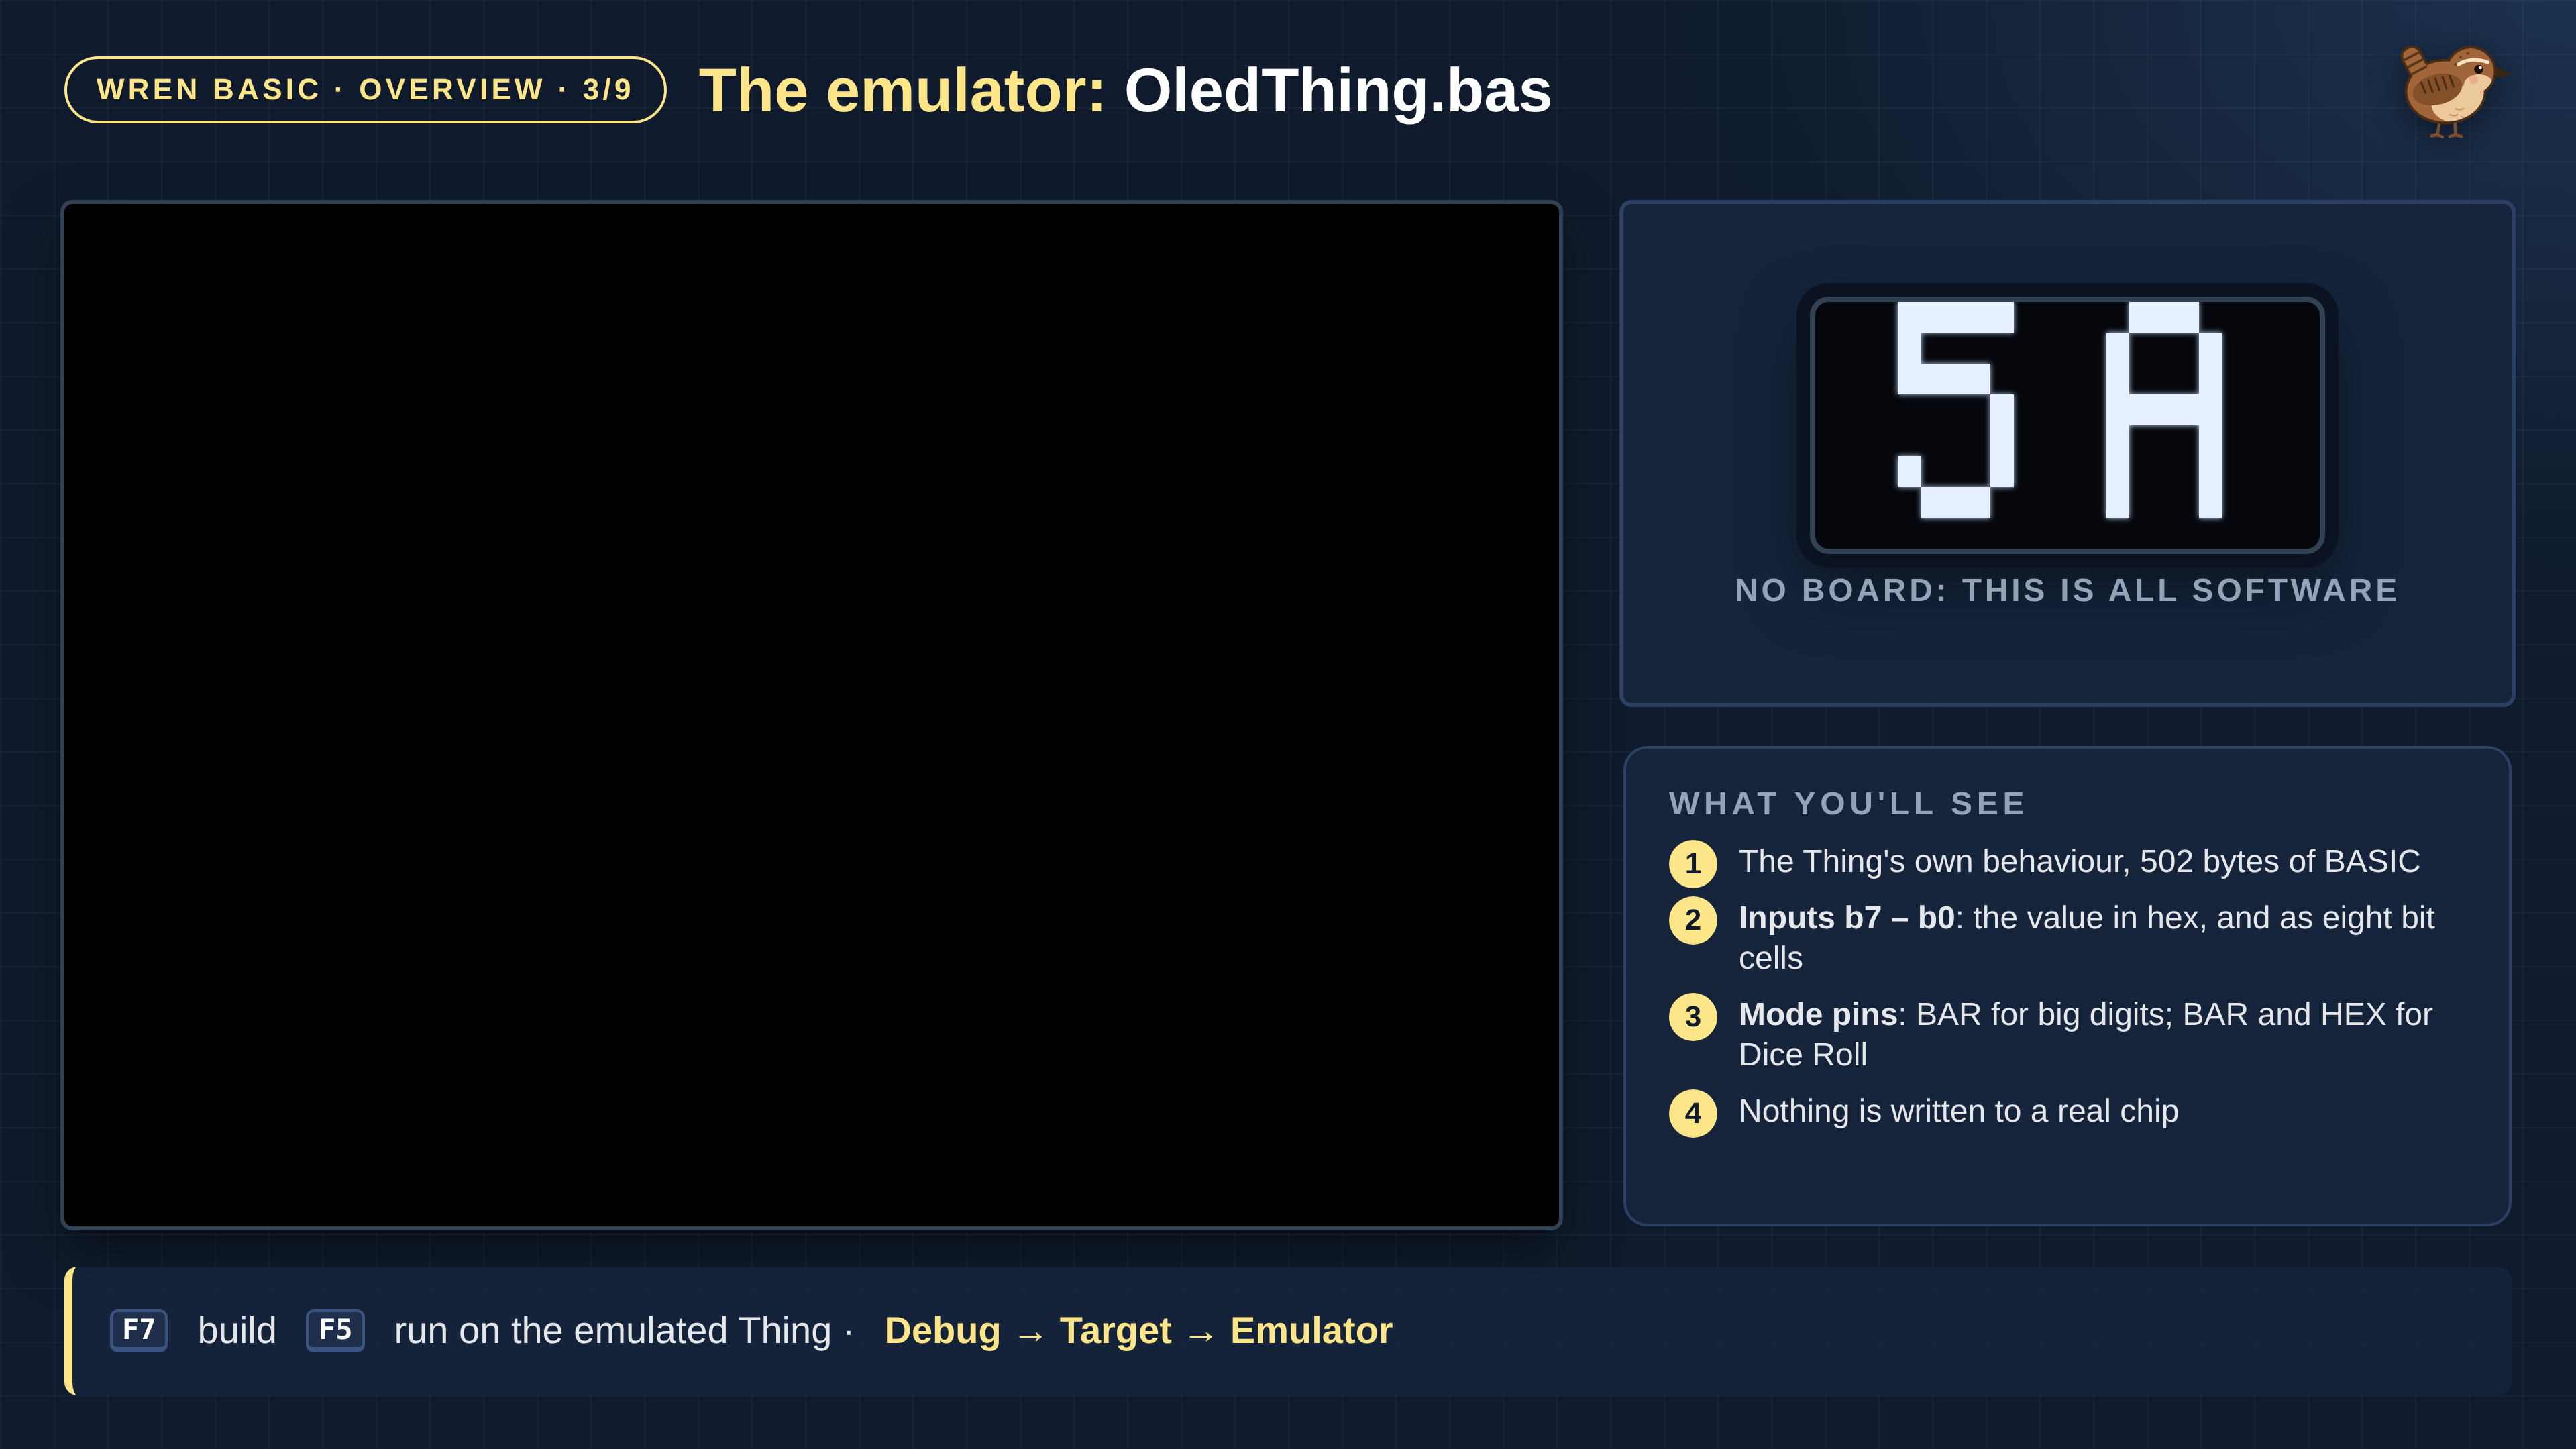 WREN BASIC · OVERVIEW · 3/9
The emulator: OledThing.bas
5 A
NO BOARD: THIS IS ALL SOFTWARE
WHAT YOU'LL SEE
1 The Thing's own behaviour, 502 bytes of BASIC
2 Inputs b7 – b0: the value in hex, and as eight bit
cells
3 Mode pins: BAR for big digits; BAR and HEX for
Dice Roll
4 Nothing is written to a real chip
F7 build F5 run on the emulated Thing · Debug → Target → Emulator